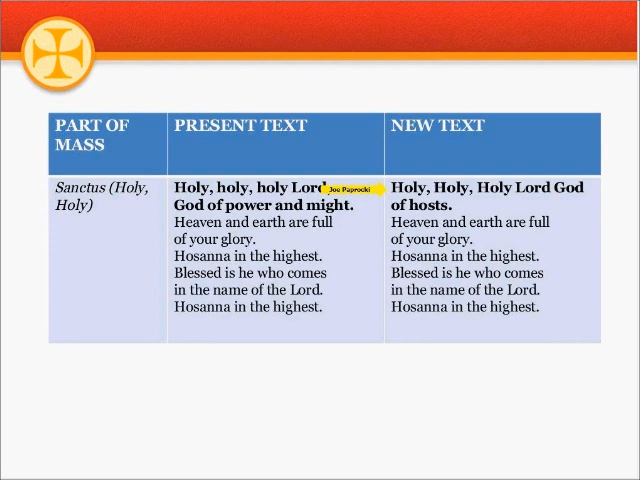 PART OF
MASS
PRESENT TEXT
NEW TEXT
Sanctus (Holy,
Holy)
Holy, holy, holy Lord,
God of power and might.
Heaven and earth are full
of your glory.
Hosanna in the highest.
Blessed is he who comes
in the name of the Lord.
Hosanna in the highest.
Joe Paprocki
Holy, Holy, Holy Lord God
of hosts.
Heaven and earth are full
of your glory.
Hosanna in the highest.
Blessed is he who comes
in the name of the Lord.
Hosanna in the highest.